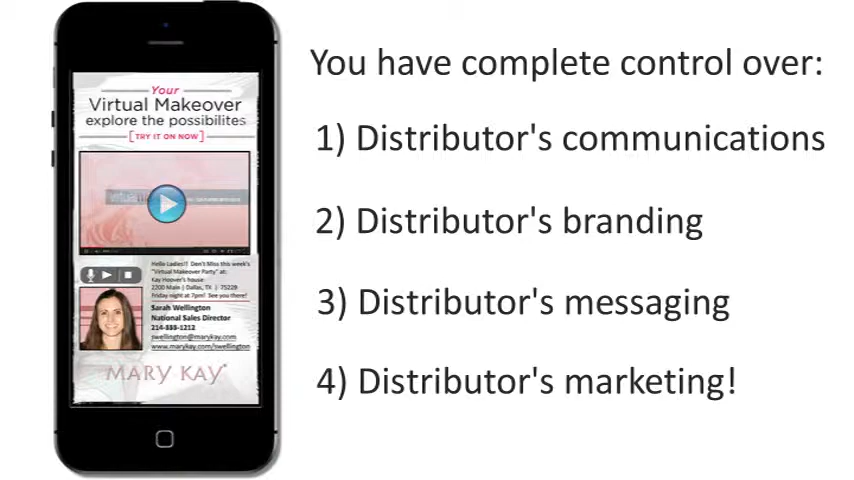 Your
Virtual Makeover
explore the possibilites
[TRY IT ON NOW]
Hello Ladies!! Don't Miss this week's
"Virtual Makeover Party" at:
Kay Hoover's house
2200 Main | Dallas, TX | 75229
Friday night at 7pm! See you there!
Sarah Wellington
National Sales Director
214-888-1212
swellington@marykay.com
www.marykay.com/swellington
MARY KAY®
You have complete control over:
1) Distributor's communications
2) Distributor's branding
3) Distributor's messaging
4) Distributor's marketing!